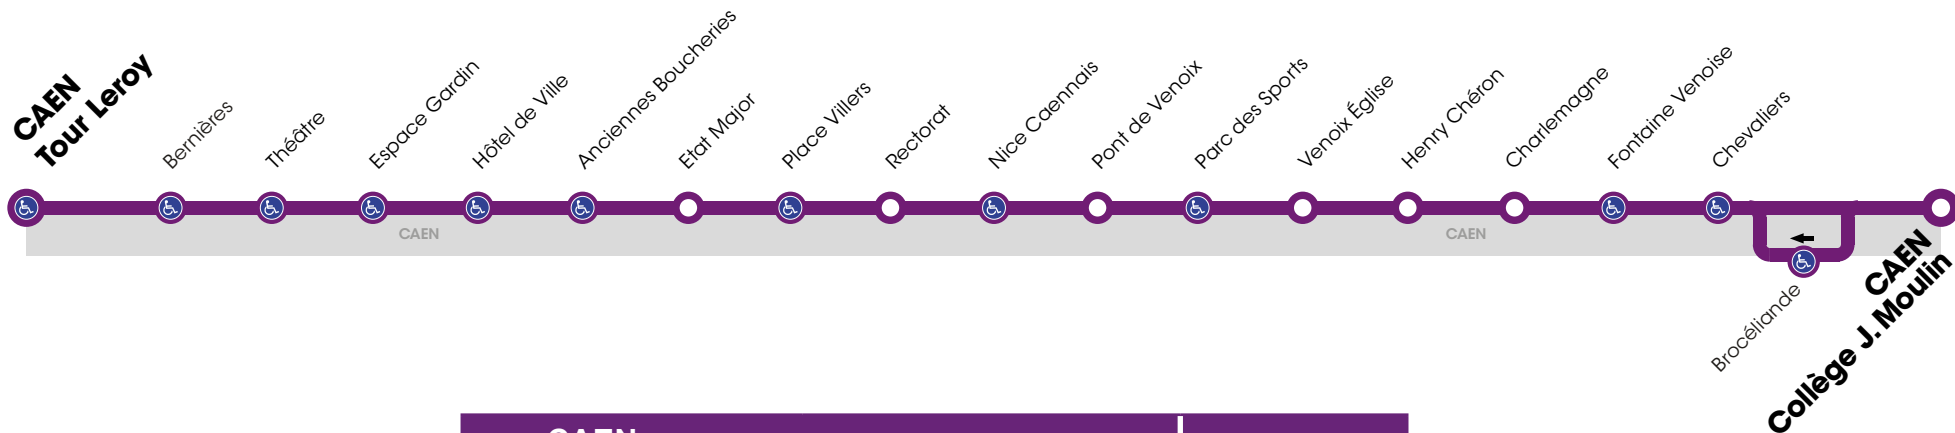 CAEN
Tour Leroy
Bernières
Théâtre
Espace Gardin
Hôtel de Ville
Anciennes Boucheries
Etat Major
Place Villers
Rectorat
Nice Caennais
Pont de Venoix
Parc des Sports
Venoix Église
Henry Chéron
Charlemagne
Fontaine Venoise
Chevaliers
CAEN
CAEN
Brocéliande
CAEN
Collège J. Moulin
CAEN